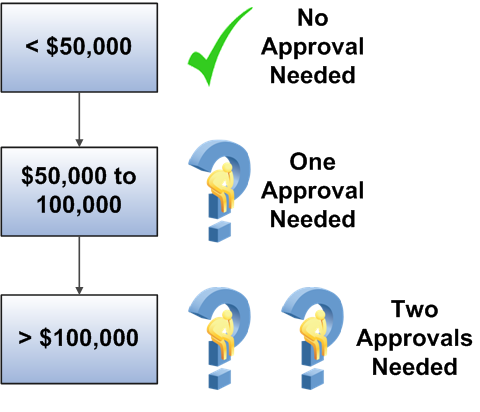 < $50,000
No
Approval
Needed
$50,000 to
100,000
One
Approval
Needed
> $100,000
Two
Approvals
Needed